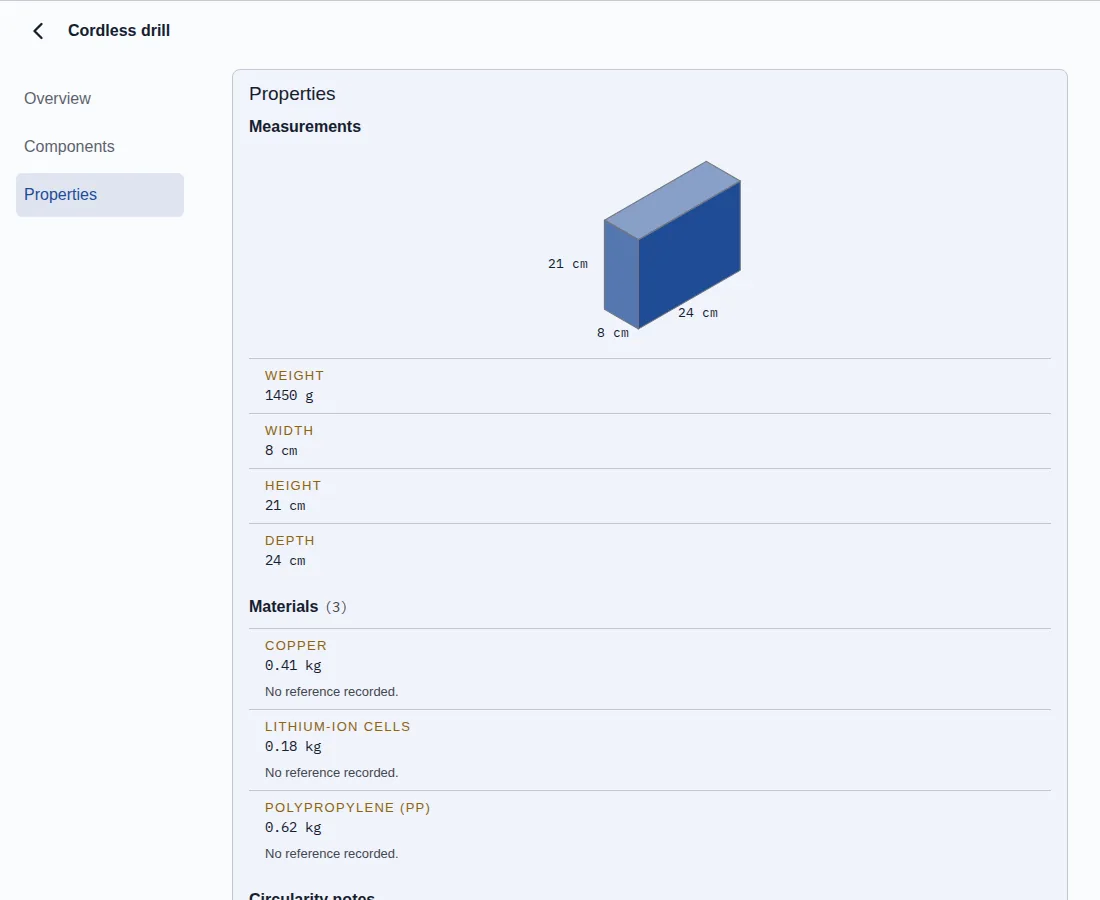 Cordless drill
Overview
Components
Properties
Properties
Measurements
21 cm
24 cm
8 cm
WEIGHT
1450 g
WIDTH
8 cm
HEIGHT
21 cm
DEPTH
24 cm
Materials (3)
COPPER
0.41 kg
No reference recorded.
LITHIUM-ION CELLS
0.18 kg
No reference recorded.
POLYPROPYLENE (PP)
0.62 kg
No reference recorded.
Circularity notes